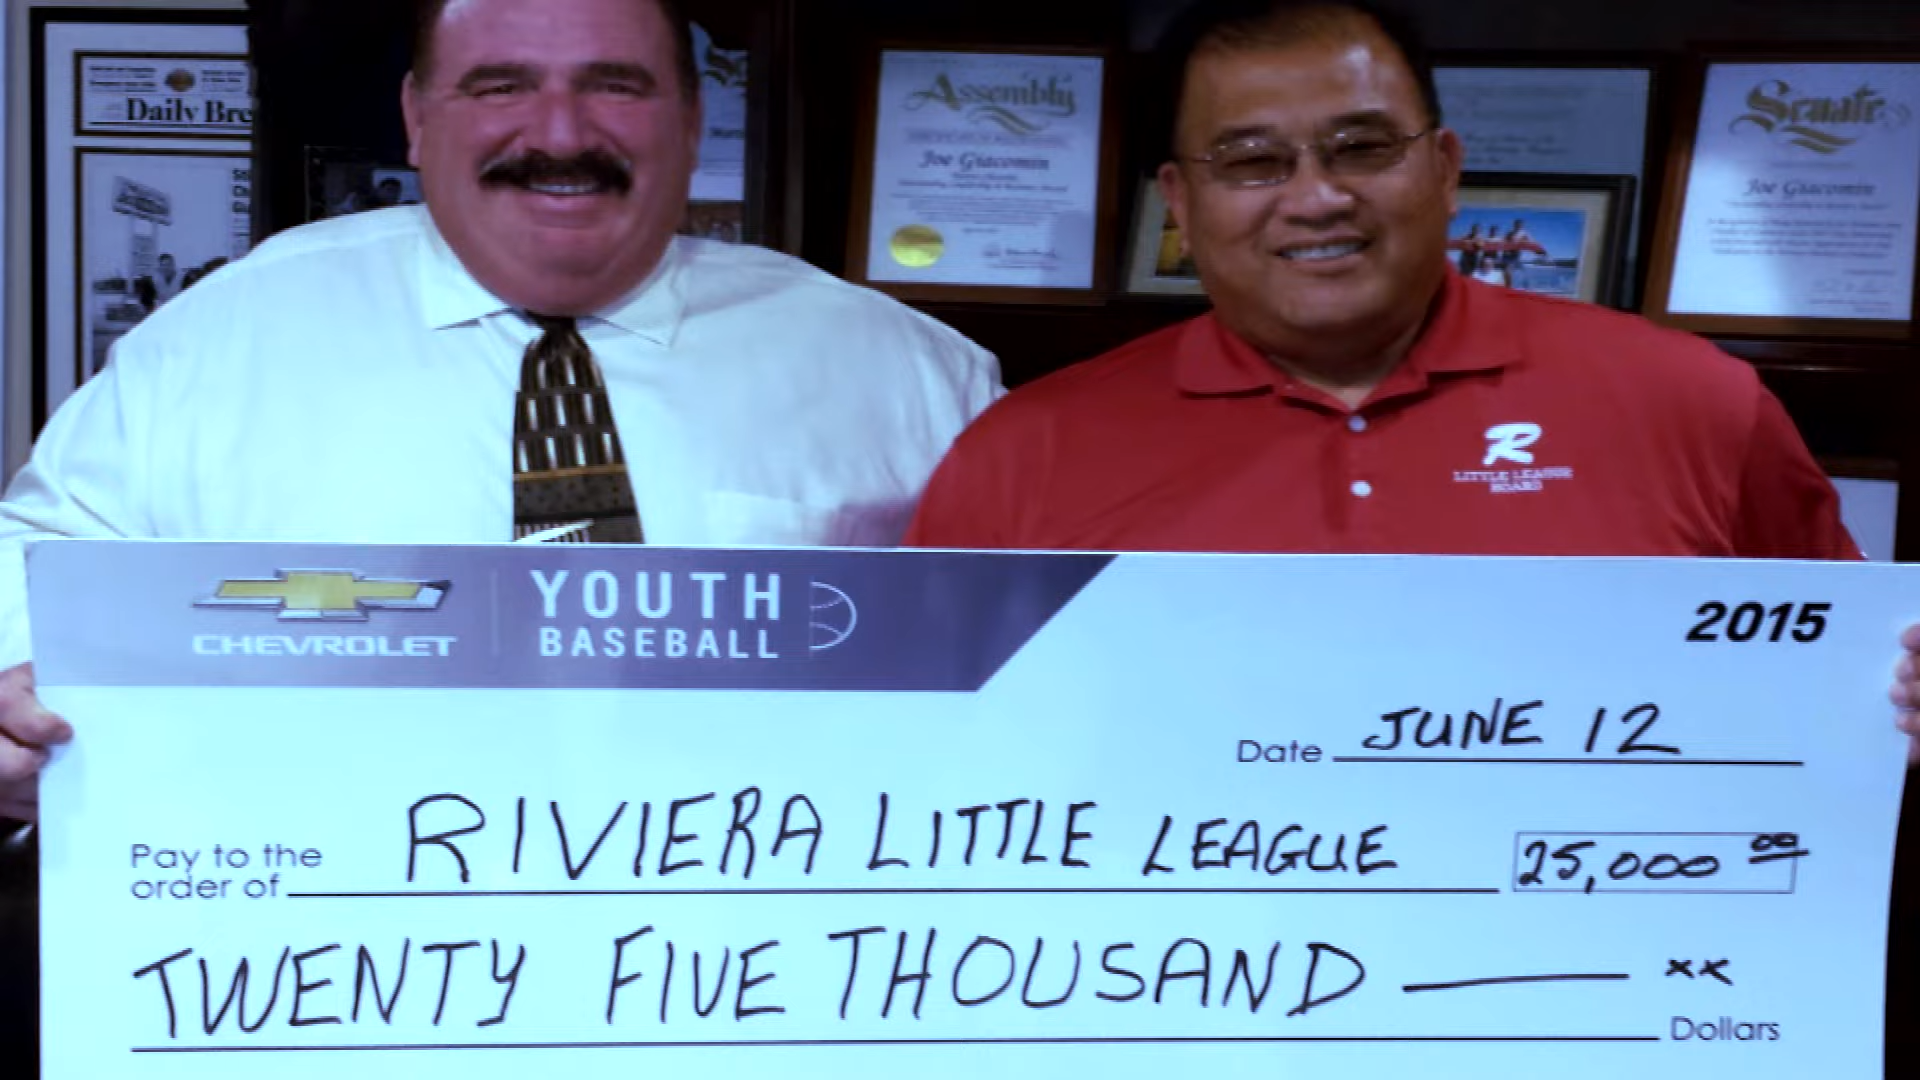 Daily Bre
Assembly
Joe Giacomin
Senate
Joe Giacomin
R
LITTLE LEAGUE
BOARD
CHEVROLET
YOUTH
BASEBALL
2015
Date JUNE 12
Pay to the
order of RIVIERA LITTLE LEAGUE 25,000 00
TWENTY FIVE THOUSAND — xx
Dollars